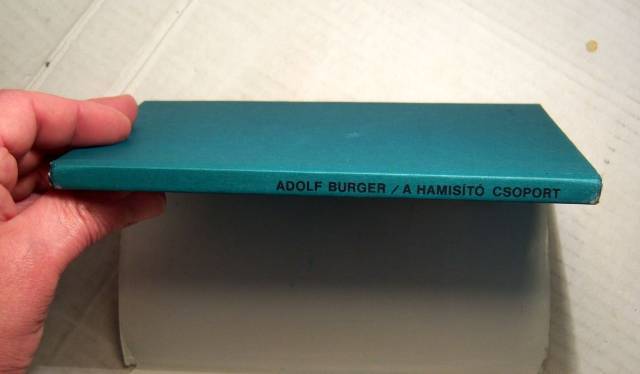 ADOLF BURGER / A HAMISÍTÓ CSOPORT